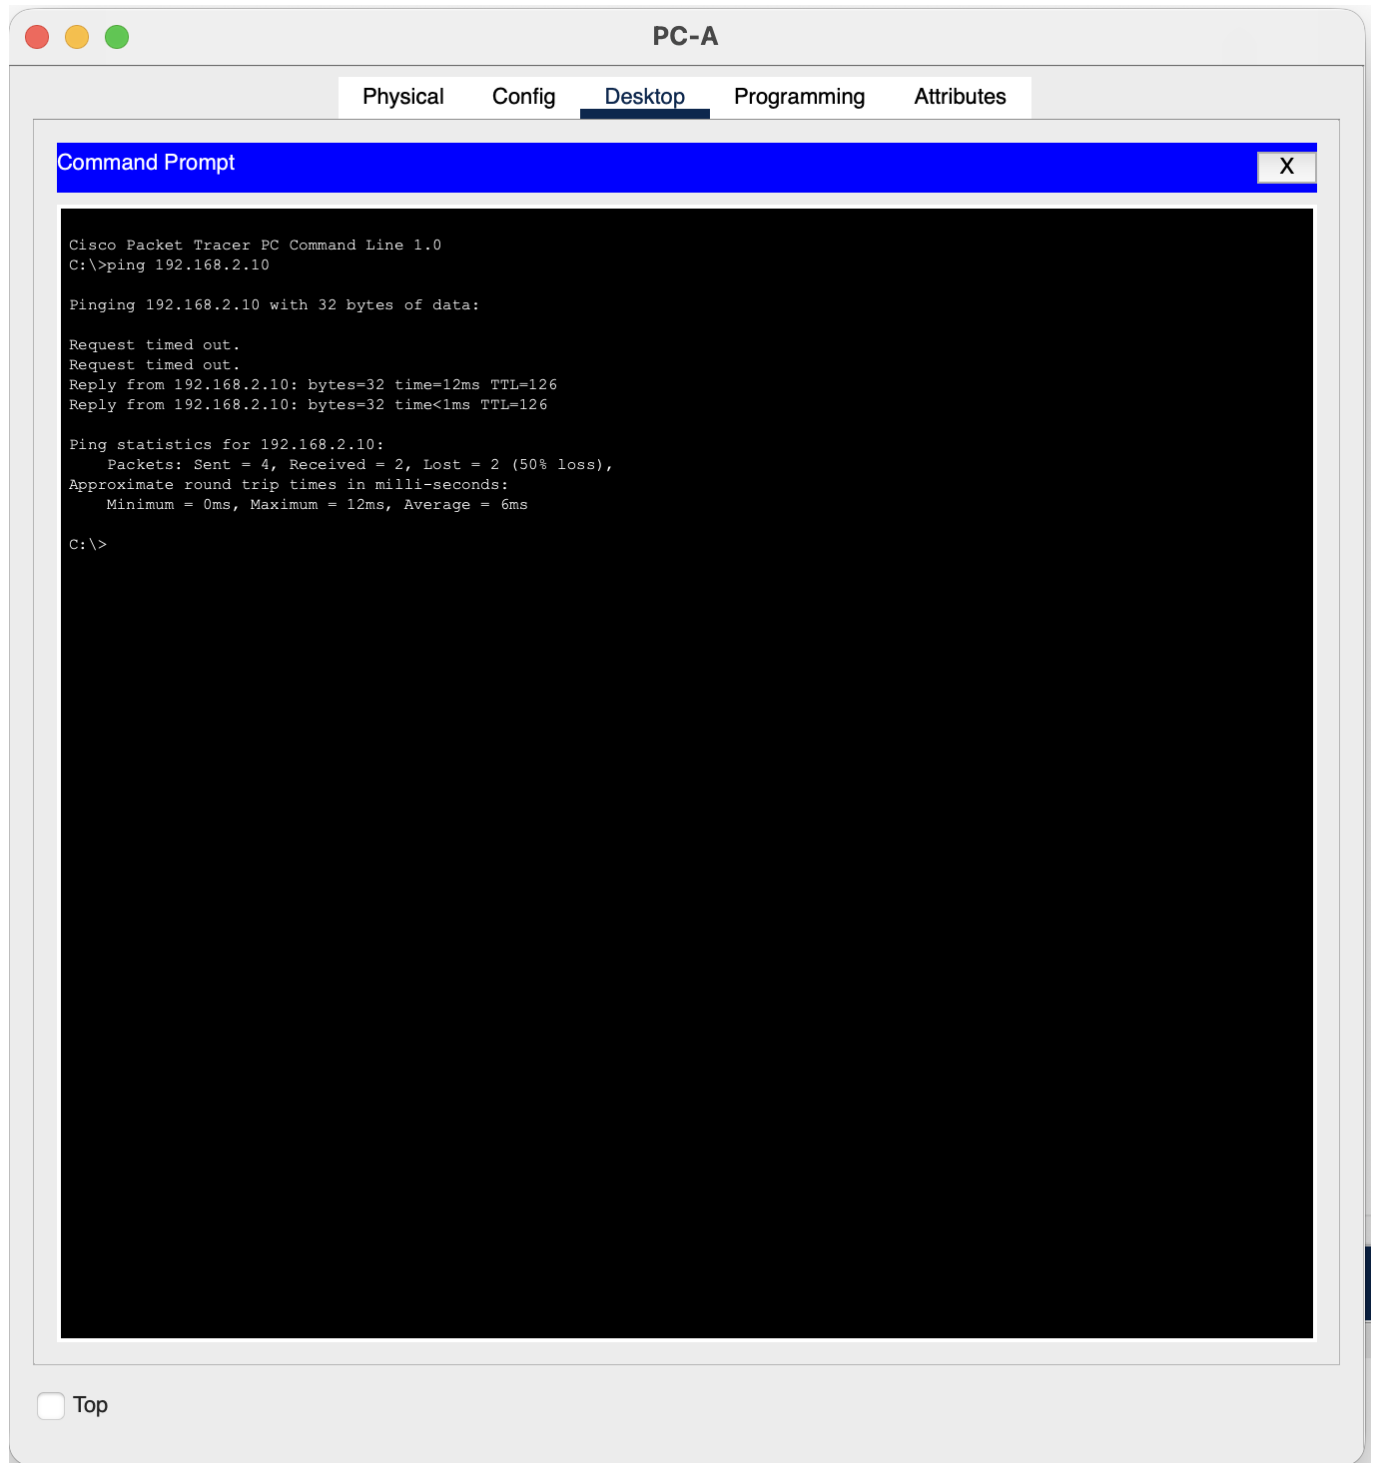 PC-A
Physical Config Desktop Programming Attributes
Command Prompt
X
Cisco Packet Tracer PC Command Line 1.0
C:\>ping 192.168.2.10
Pinging 192.168.2.10 with 32 bytes of data:
Request timed out.
Request timed out.
Reply from 192.168.2.10: bytes=32 time=12ms TTL=126
Reply from 192.168.2.10: bytes=32 time<1ms TTL=126
Ping statistics for 192.168.2.10:
Packets: Sent = 4, Received = 2, Lost = 2 (50% loss),
Approximate round trip times in milli-seconds:
Minimum = 0ms, Maximum = 12ms, Average = 6ms
C:\>
Top